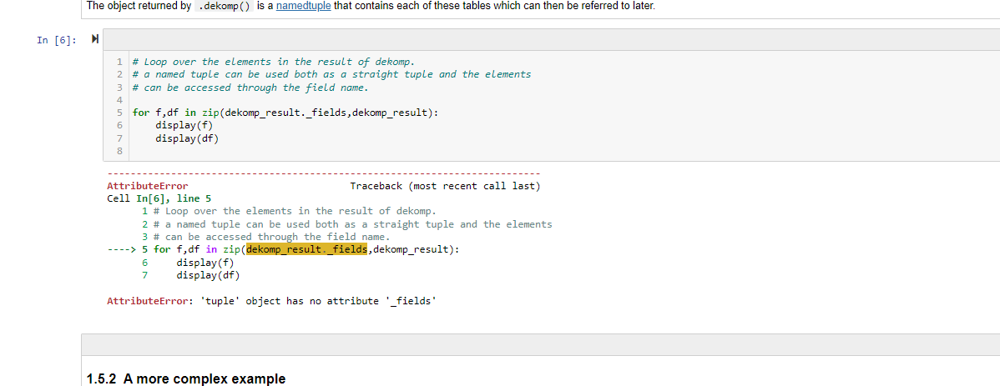 The object returned by .dekomp() is a namedtuple that contains each of these tables which can then be referred to later.
In [6]:
1 # Loop over the elements in the result of dekomp.
2 # a named tuple can be used both as a straight tuple and the elements
3 # can be accessed through the field name.
4
5 for f,df in zip(dekomp_result._fields,dekomp_result):
6     display(f)
7     display(df)
8
---------------------------------------------------------------------------
AttributeError                            Traceback (most recent call last)
Cell In[6], line 5
      1 # Loop over the elements in the result of dekomp.
      2 # a named tuple can be used both as a straight tuple and the elements
      3 # can be accessed through the field name.
----> 5 for f,df in zip(dekomp_result._fields,dekomp_result):
      6     display(f)
      7     display(df)
AttributeError: 'tuple' object has no attribute '_fields'
1.5.2 A more complex example